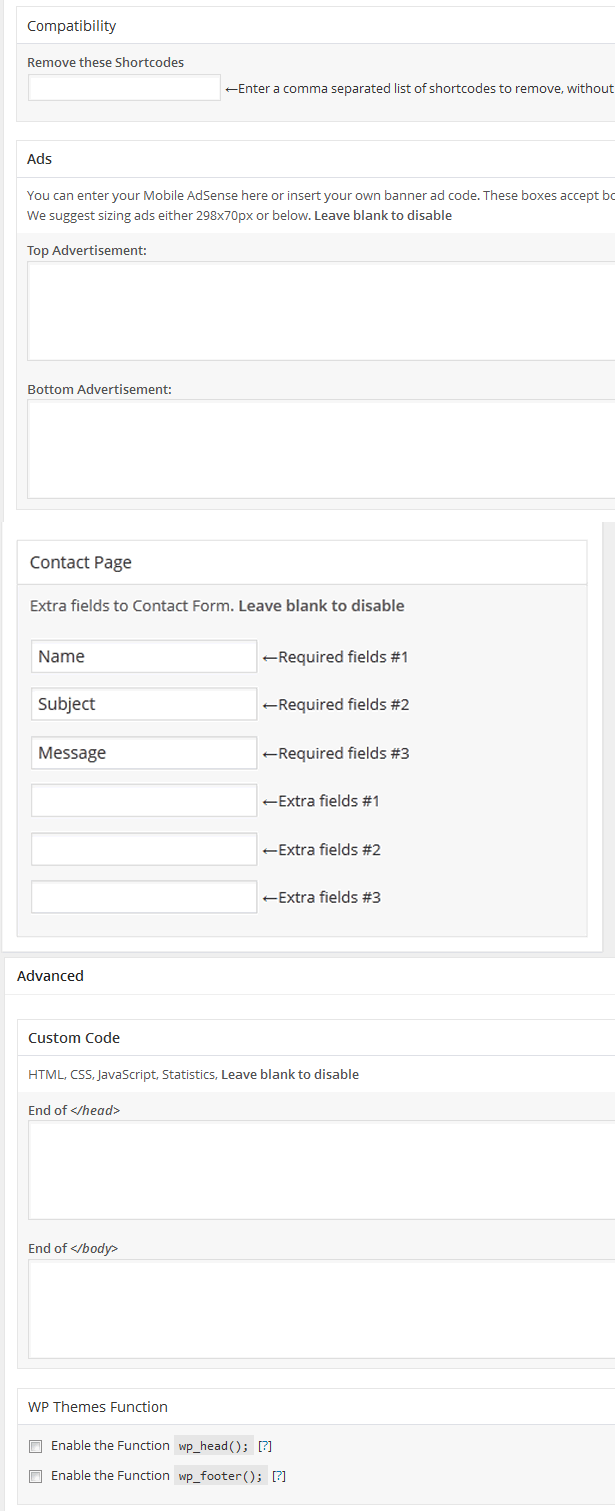 Compatibility
Remove these Shortcodes
←Enter a comma separated list of shortcodes to remove, without
Ads
You can enter your Mobile AdSense here or insert your own banner ad code. These boxes accept
We suggest sizing ads either 298x70px or below. Leave blank to disable
Top Advertisement:
Bottom Advertisement:
Contact Page
Extra fields to Contact Form. Leave blank to disable
Name ←Required fields #1
Subject ←Required fields #2
Message ←Required fields #3
←Extra fields #1
←Extra fields #2
←Extra fields #3
Advanced
Custom Code
HTML, CSS, JavaScript, Statistics, Leave blank to disable
End of </head>
End of </body>
WP Themes Function
Enable the Function wp_head(); [?]
Enable the Function wp_footer(); [?]